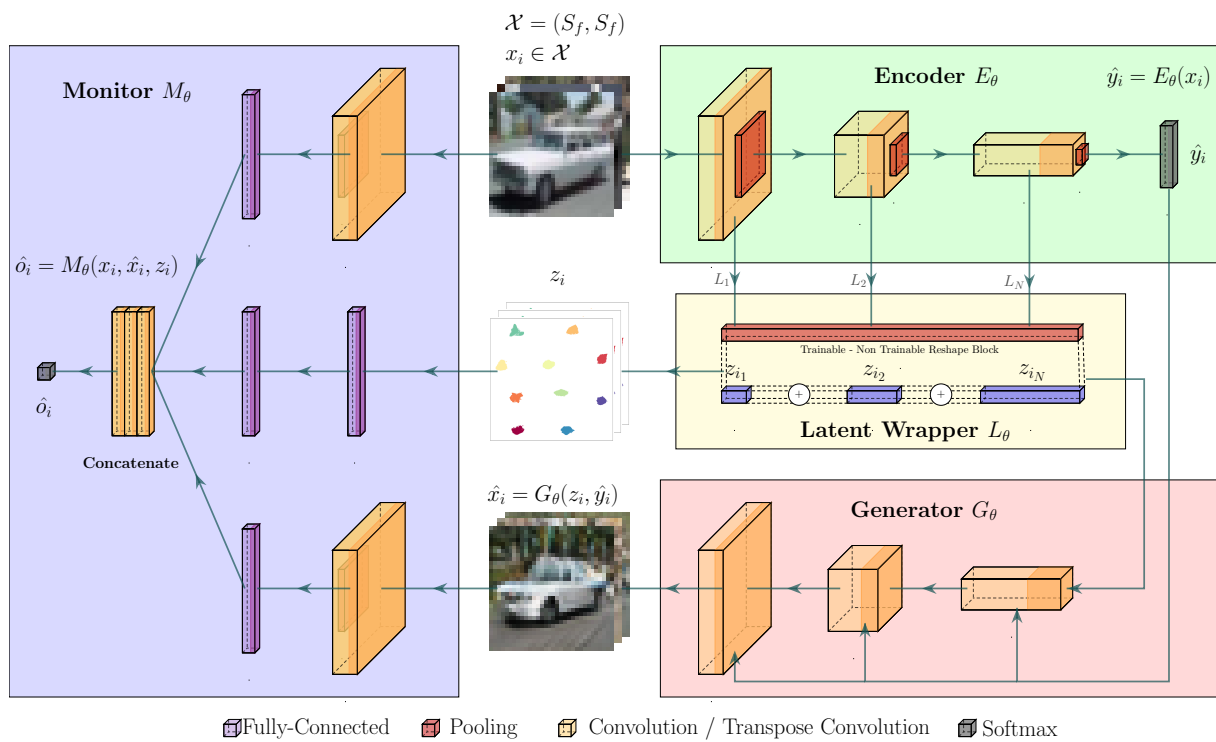 𝒳 = (S_f, S_f)
x_i ∈ 𝒳
Monitor M_θ
Encoder E_θ
ŷ_i = E_θ(x_i)
ŷ_i
ô_i = M_θ(x_i, x̂_i, z_i)
z_i
L_1
L_2
L_N
Trainable - Non Trainable Reshape Block
z_{i_1}
z_{i_2}
z_{i_N}
+
+
Latent Wrapper L_θ
ô_i
Concatenate
x̂_i = G_θ(z_i, ŷ_i)
Generator G_θ
Fully-Connected
Pooling
Convolution / Transpose Convolution
Softmax